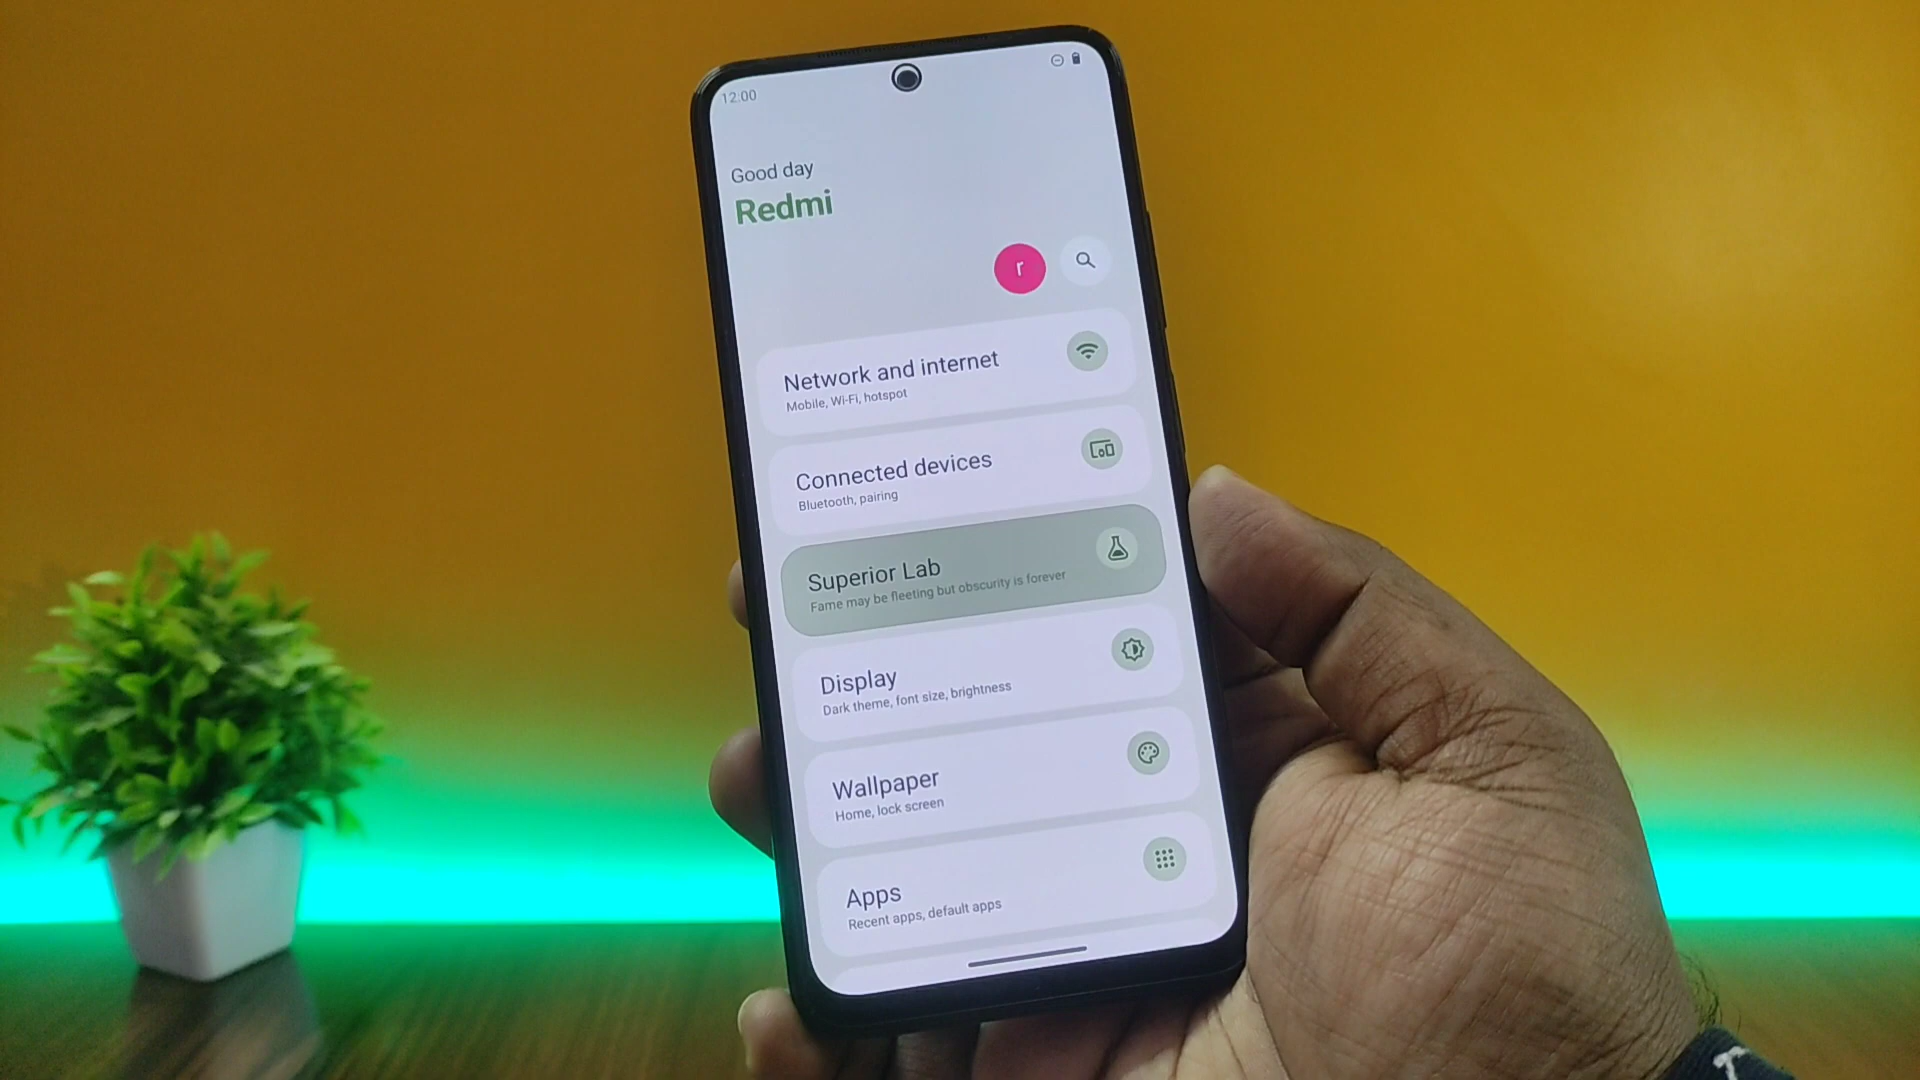 12:00
Good day
Redmi
r
Network and internet
Mobile, Wi-Fi, hotspot
Connected devices
Bluetooth, pairing
Superior Lab
Fame may be fleeting but obscurity is forever
Display
Dark theme, font size, brightness
Wallpaper
Home, lock screen
Apps
Recent apps, default apps